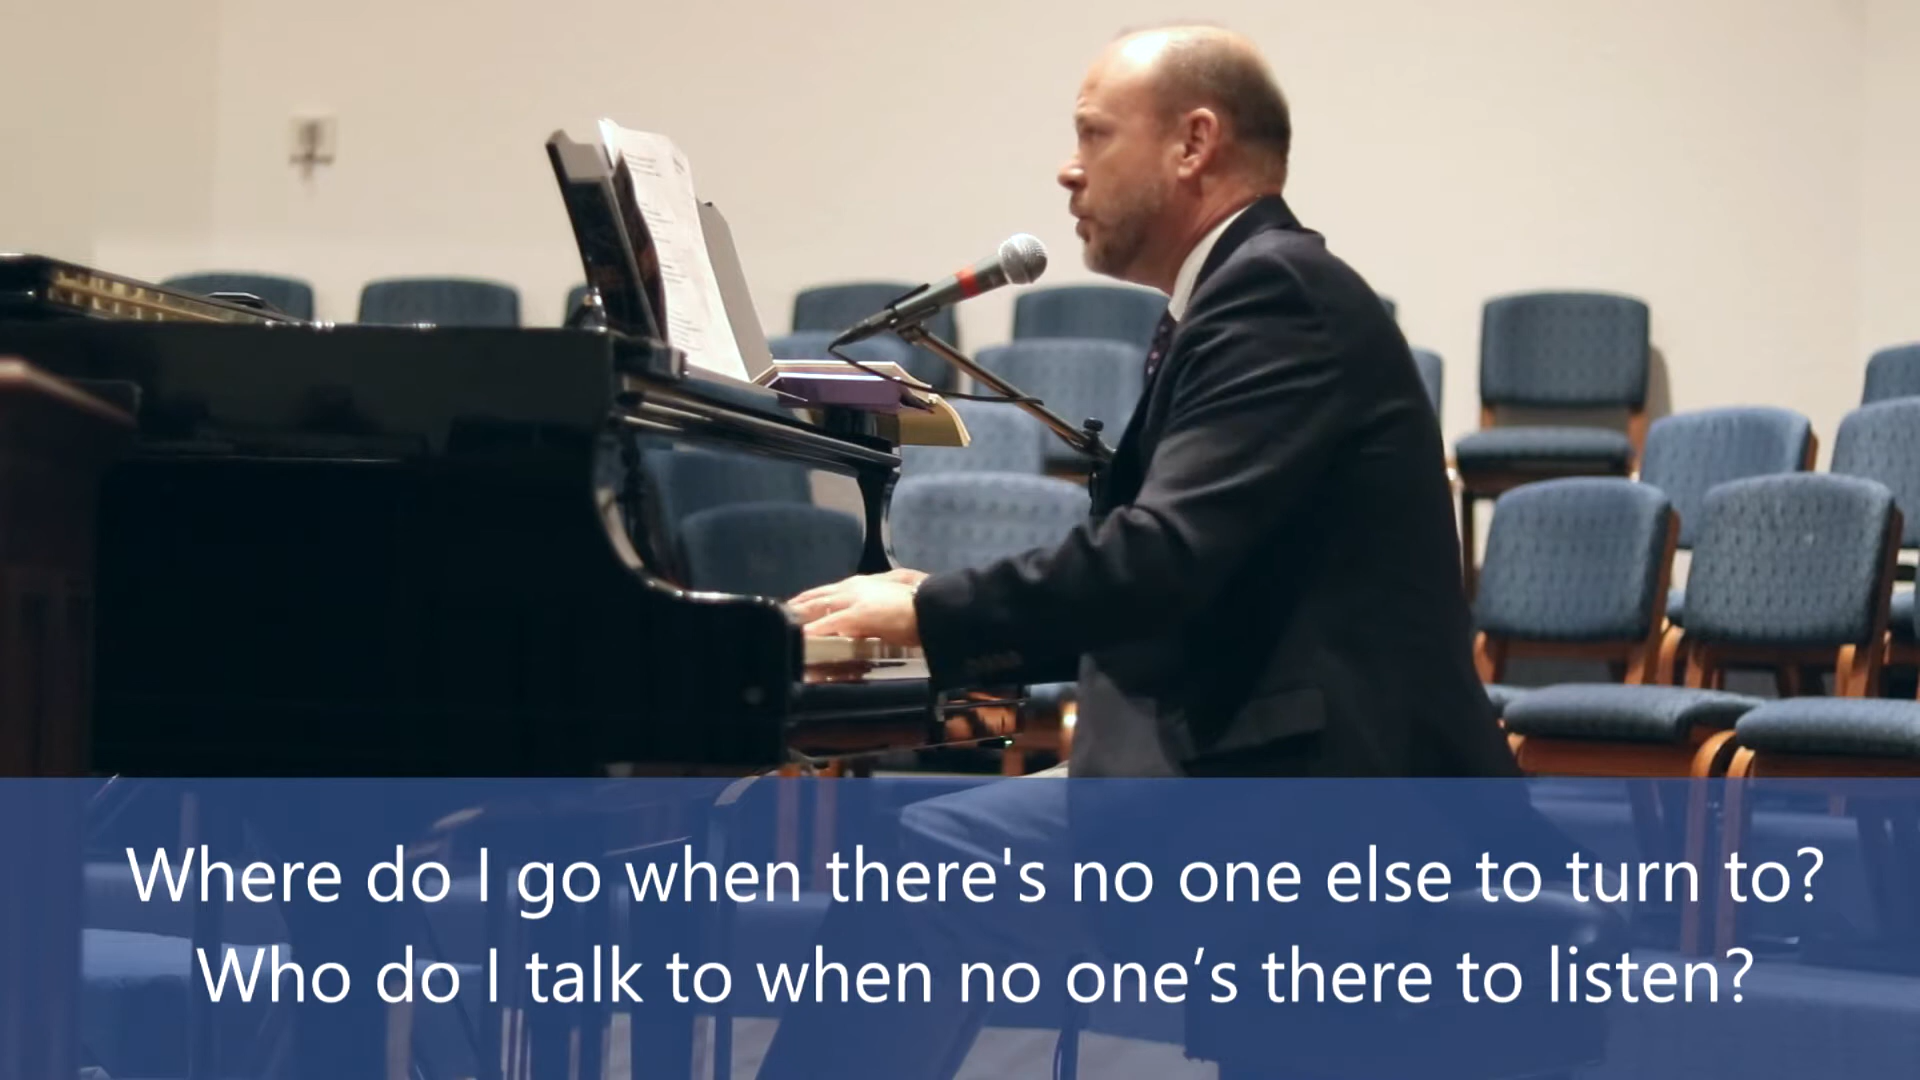 Where do I go when there's no one else to turn to?
Who do I talk to when no one’s there to listen?